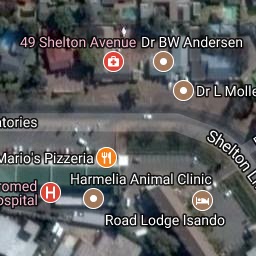 49 Shelton Avenue Dr BW Andersen
Dr L Molle
atories
Shelton
Mario's Pizzeria
Harmelia Animal Clinic
romed
ospital
H
Road Lodge Isando